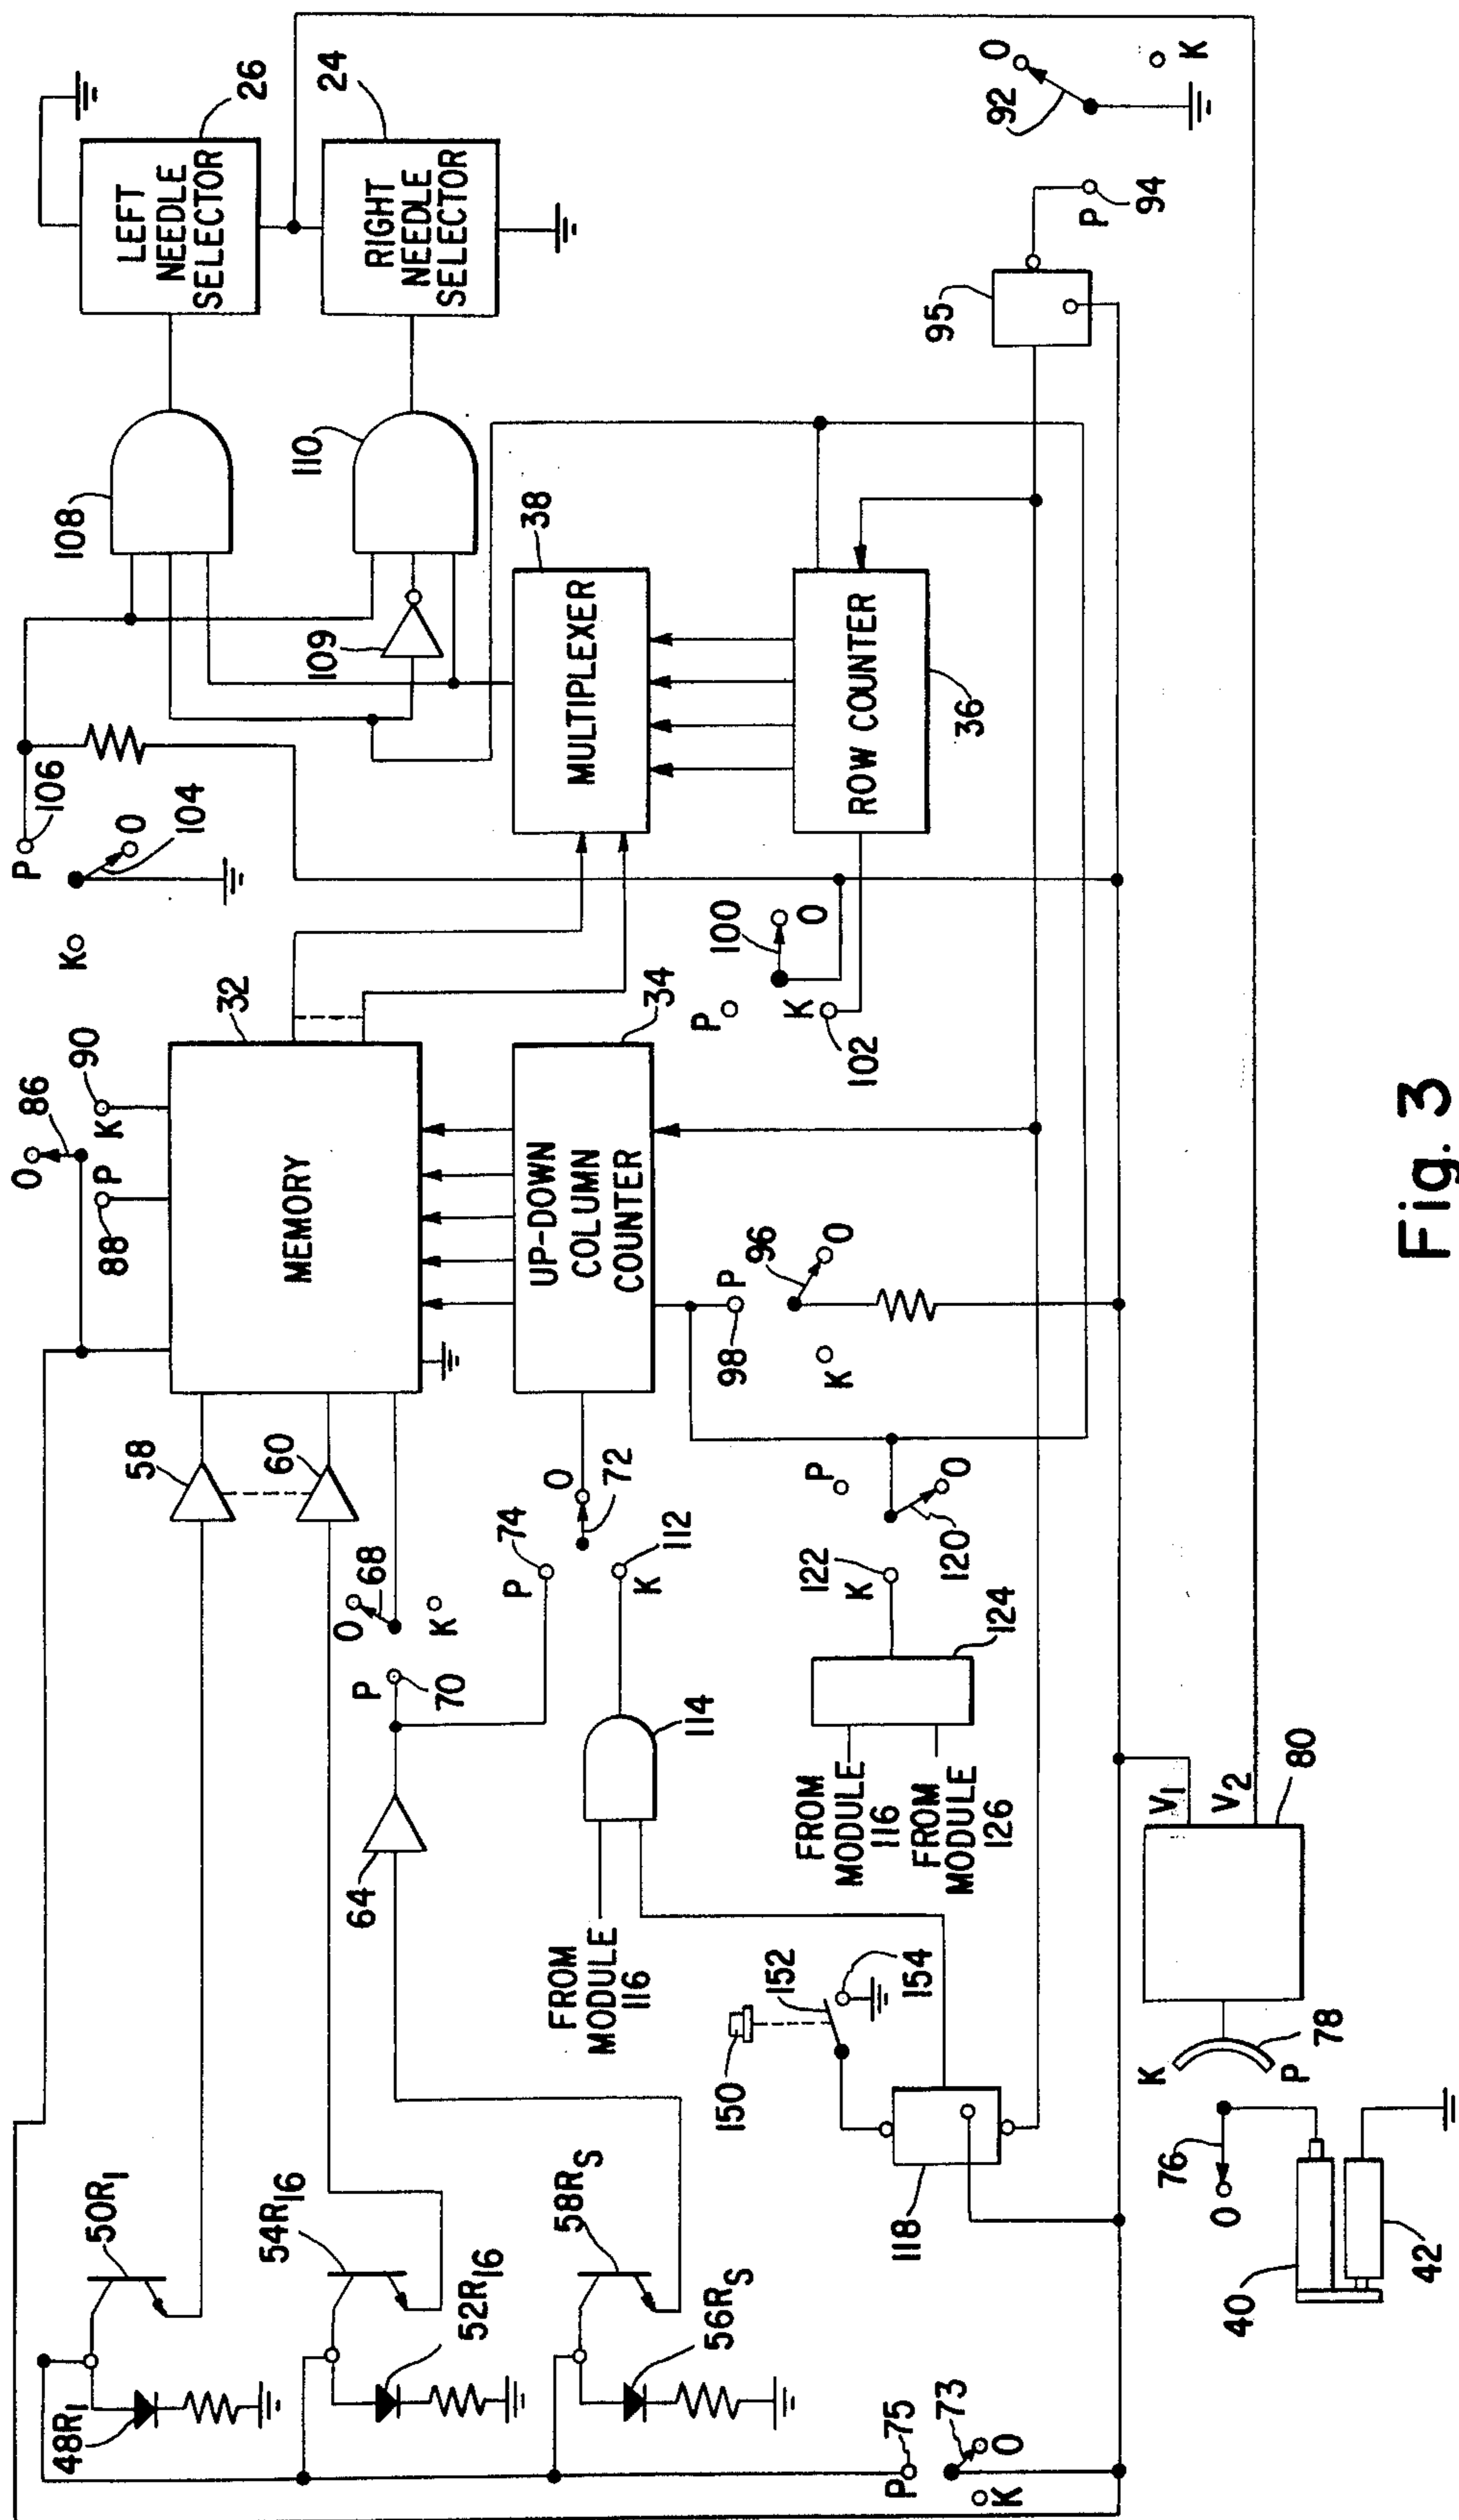 48R1
50R1
54R16
52R16
58RS
56RS
P
75
73
O
K
58
60
64
P
70
O
68
K
P
74
O
72
K
112
114
FROM
MODULE
116
150
152
154
118
FROM
MODULE
116
FROM
MODULE
126
124
122
K
P
O
120
76
O
K
P
78
80
V1
V2
40
42
88
P
O
86
K
90
32
MEMORY
34
UP-DOWN
COLUMN
COUNTER
98
P
96
O
K
K
P
106
O
104
P
100
O
K
102
38
MULTIPLEXER
ROW COUNTER
36
108
109
110
LEFT
NEEDLE
SELECTOR
26
RIGHT
NEEDLE
SELECTOR
24
95
P
94
92
O
K
Fig. 3